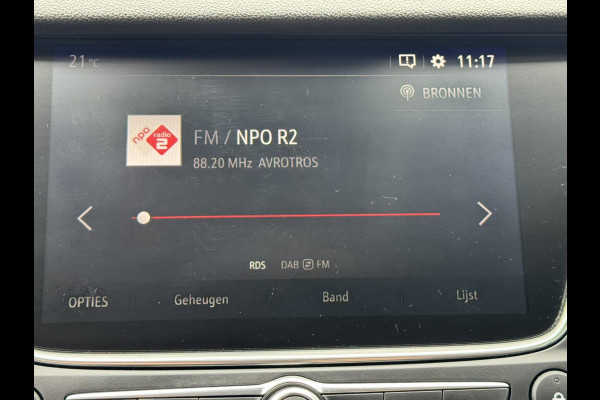 21 °C 11:17
BRONNEN
npo radio 2
FM / NPO R2
88.20 MHz AVROTROS
RDS DAB FM
OPTIES Geheugen Band Lijst